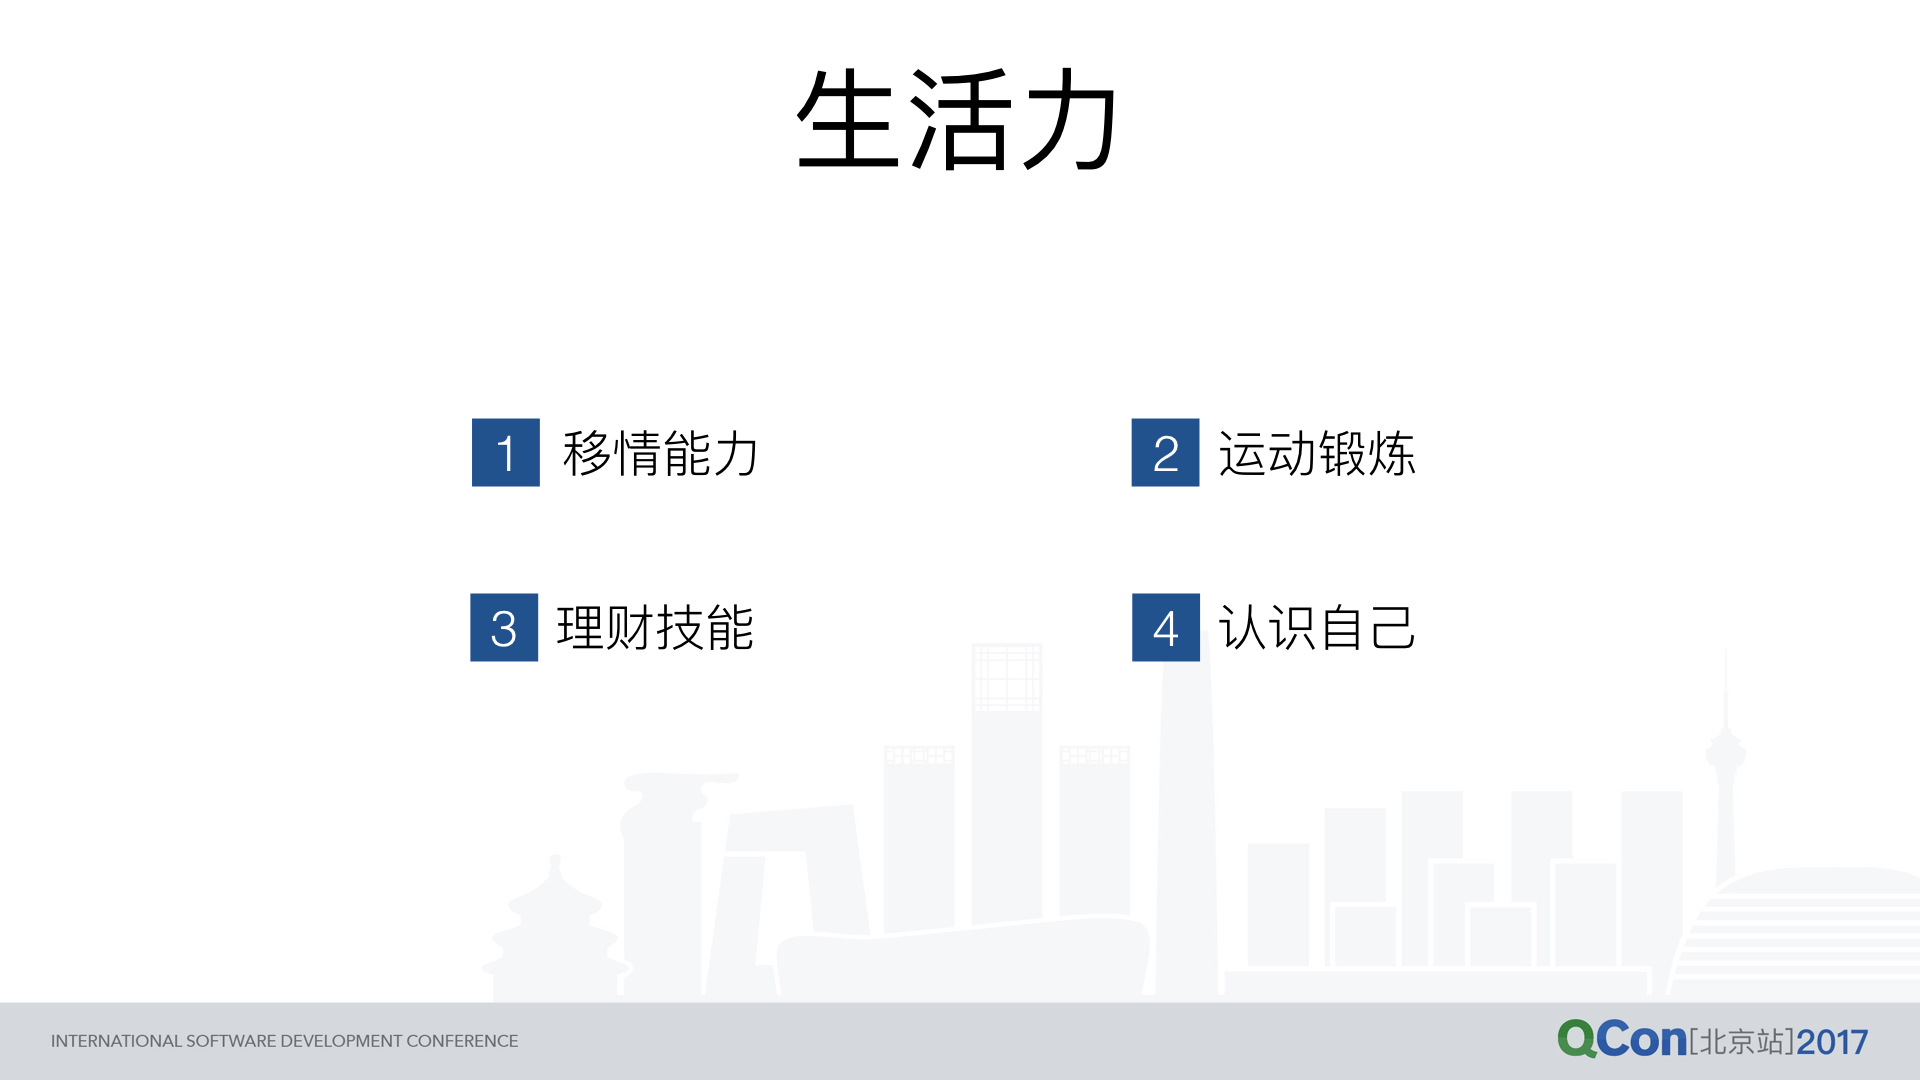 生活力
1 移情能力
2 运动锻炼
3 理财技能
4 认识自己
INTERNATIONAL SOFTWARE DEVELOPMENT CONFERENCE
QCon[北京站]2017